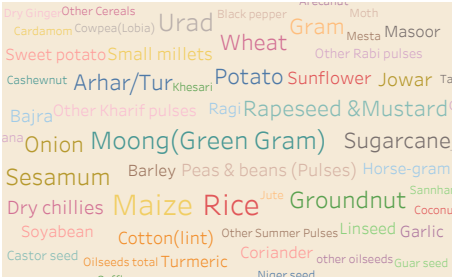 Arecanut
Dry Ginger Other Cereals Urad Black pepper Moth
Cardamom Cowpea(Lobia) Gram Mesta Masoor
Wheat
Sweet potato Small millets Other Rabi pulses
Cashewnut Arhar/Tur Khesari Potato Sunflower Jowar
Bajra Other Kharif pulses Ragi Rapeseed &Mustard
Onion Moong(Green Gram) Sugarcane
Sesamum Barley Peas & beans (Pulses) Horse-gram
Dry chillies Maize Rice Jute Groundnut Sannham
Coconu
Soyabean Cotton(lint) Other Summer Pulses Linseed Garlic
Castor seed Oilseeds total Turmeric Coriander other oilseeds Guar seed
Niger seed